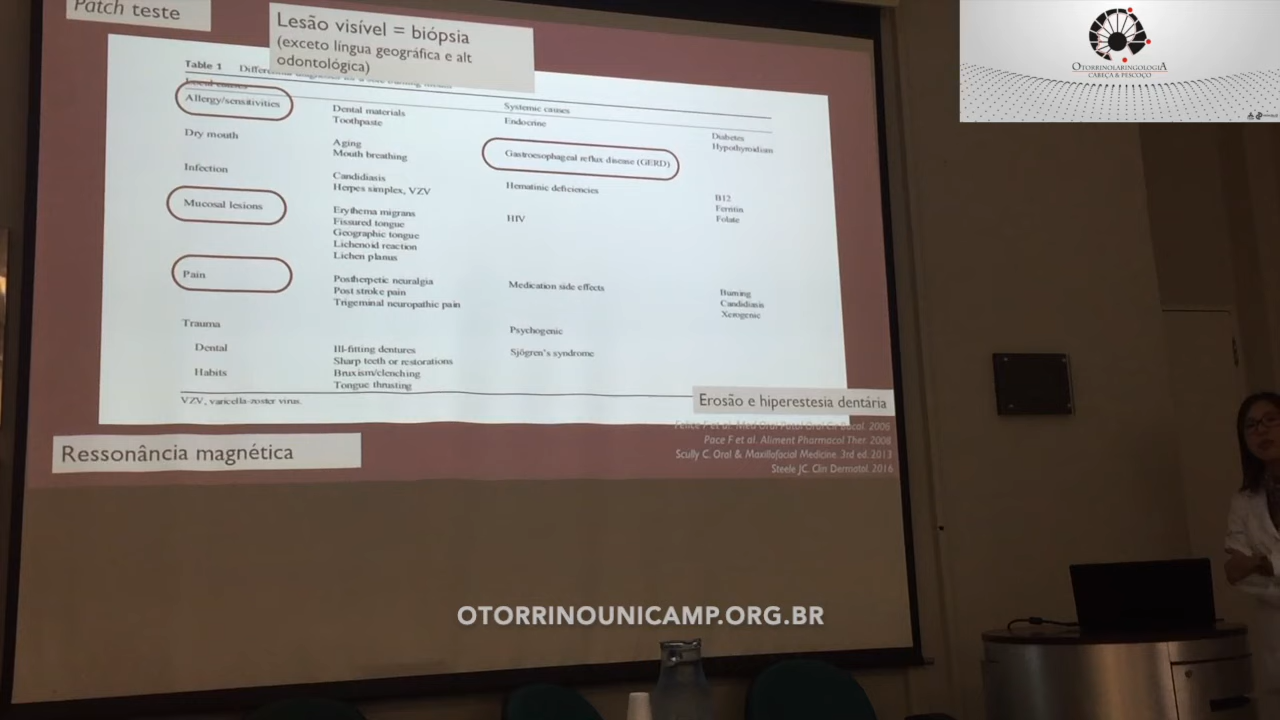 Patch teste
Lesão visível = biópsia
(exceto língua geográfica e alt
odontológica)
Table 1
Allergy/sensitivities
Dental materials
Toothpaste
Dry mouth
Aging
Mouth breathing
Infection
Candidiasis
Herpes simplex, VZV
Mucosal lesions
Erythema migrans
Fissured tongue
Geographic tongue
Lichenoid reaction
Lichen planus
Pain
Postherpetic neuralgia
Post stroke pain
Trigeminal neuropathic pain
Trauma
Dental
Ill-fitting dentures
Sharp teeth or restorations
Habits
Bruxism/clenching
Tongue thrusting
Systemic causes
Endocrine
Diabetes
Hypothyroidism
Gastroesophageal reflux disease (GERD)
Hematinic deficiencies
B12
Ferritin
Folate
HIV
Medication side effects
Burning
Candidiasis
Xerogenic
Psychogenic
Sjögren's syndrome
VZV, varicella-zoster virus.
Erosão e hiperestesia dentária
Pace F et al. Aliment Pharmacol Ther. 2008
Scully C. Oral & Maxillofacial Medicine. 3rd ed. 2013
Steele JC. Clin Dermatol. 2016
Ressonância magnética
OTORRINOLARINGOLOGIA
CABEÇA & PESCOÇO
OTORRINOUNICAMP.ORG.BR